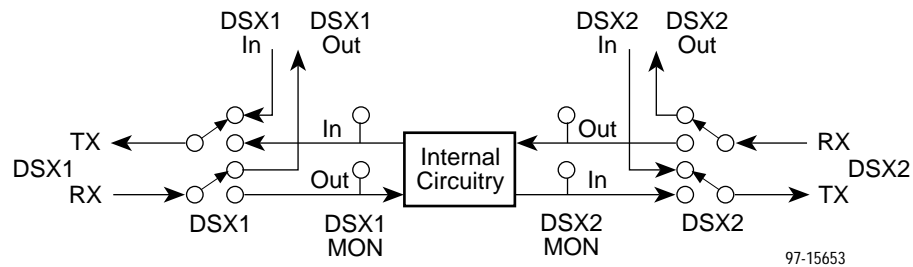 DSX1 In
DSX1 Out
DSX2 In
DSX2 Out
TX
In
Out
RX
DSX1
Internal Circuitry
DSX2
RX
Out
In
TX
DSX1
DSX1 MON
DSX2 MON
DSX2
97-15653